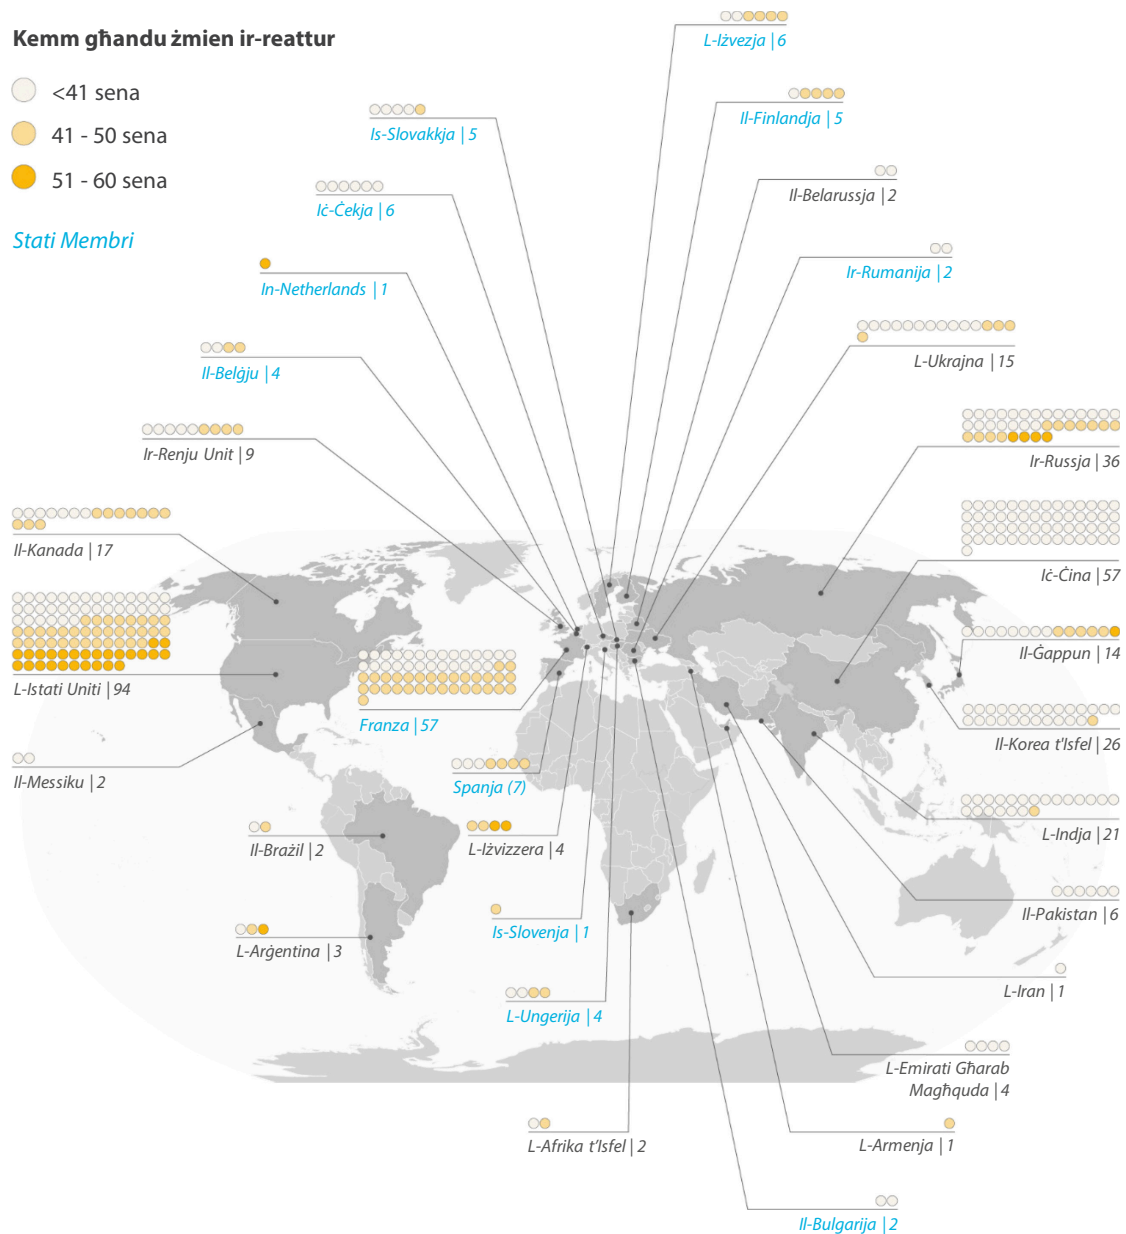 Kemm għandu żmien ir-reattur
<41 sena
41 - 50 sena
51 - 60 sena
Stati Membri
L-Iżvezja | 6
Il-Finlandja | 5
Is-Slovakkja | 5
Il-Belarussja | 2
Iċ-Ċekja | 6
Ir-Rumanija | 2
In-Netherlands | 1
L-Ukrajna | 15
Il-Belġju | 4
Ir-Renju Unit | 9
Ir-Russja | 36
Il-Kanada | 17
Iċ-Ċina | 57
Il-Ġappun | 14
L-Istati Uniti | 94
Franza | 57
Il-Korea t'Isfel | 26
Il-Messiku | 2
Spanja (7)
L-Indja | 21
Il-Brażil | 2
L-Iżvizzera | 4
Il-Pakistan | 6
Is-Slovenja | 1
L-Arġentina | 3
L-Iran | 1
L-Ungerija | 4
L-Emirati Għarab
Magħquda | 4
L-Afrika t'Isfel | 2
L-Armenja | 1
Il-Bulgarija | 2